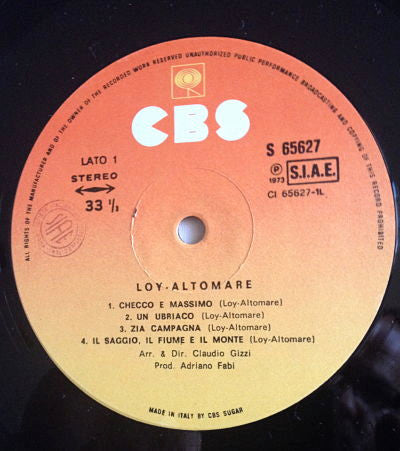 ALL RIGHTS OF THE MANUFACTURER AND OF THE OWNER OF THE RECORDED WORK RESERVED UNAUTHORIZED PUBLIC PERFORMANCE BROADCASTING AND COPYING OF THIS RECORD PROHIBITED
CBS
LATO 1
STEREO
33 1/3
S 65627
P 1973 S.I.A.E.
CI 65627-1L
SIAE
LOY-ALTOMARE
1. CHECCO E MASSIMO (Loy-Altomare)
2. UN UBRIACO (Loy-Altomare)
3. ZIA CAMPAGNA (Loy-Altomare)
4. IL SAGGIO, IL FIUME E IL MONTE (Loy-Altomare)
Arr. & Dir. Claudio Gizzi
Prod. Adriano Fabi
MADE IN ITALY BY CBS SUGAR